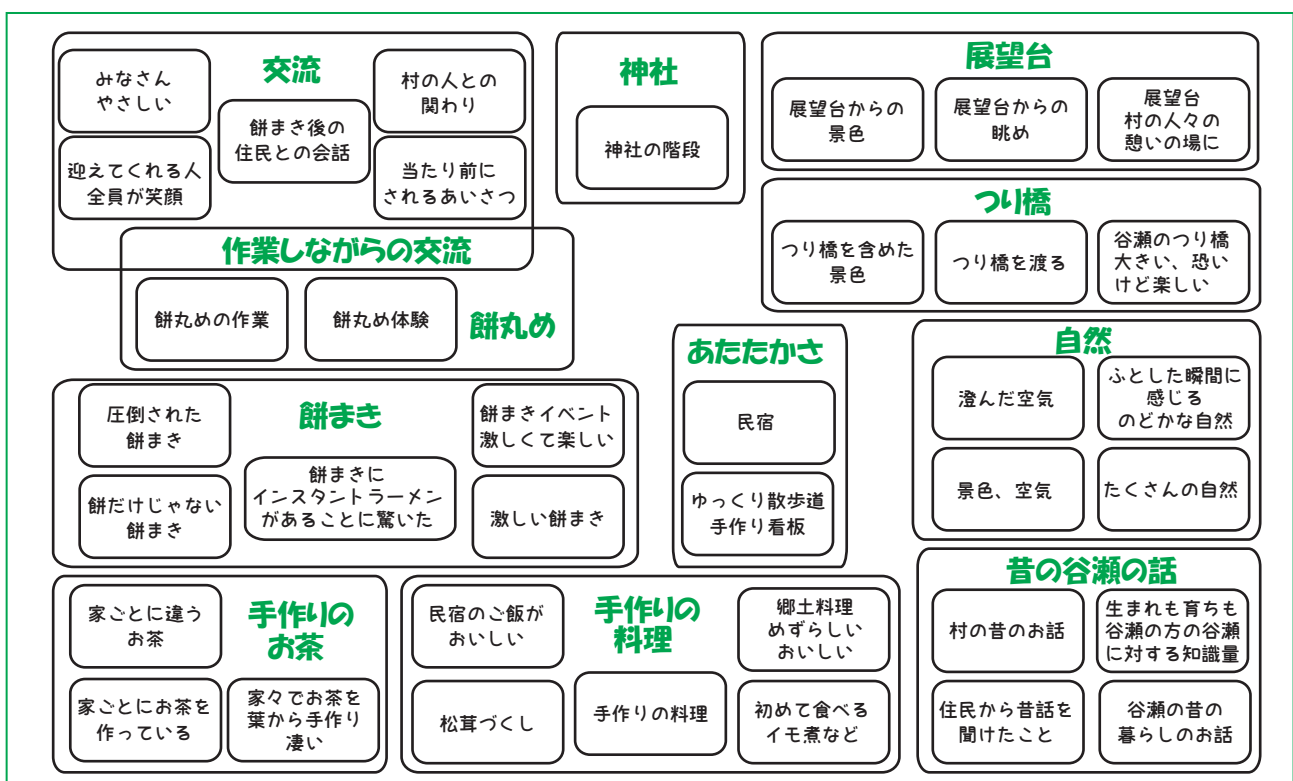 交流
みなさん
やさしい
村の人との
関わり
餅まき後の
住民との会話
迎えてくれる人
全員が笑顔
当たり前に
されるあいさつ
作業しながらの交流
餅丸めの作業
餅丸め体験
餅丸め
神社
神社の階段
展望台
展望台からの
景色
展望台からの
眺め
展望台
村の人々の
憩いの場に
つり橋
つり橋を含めた
景色
つり橋を渡る
谷瀬のつり橋
大きい、恐い
けど楽しい
餅まき
圧倒された
餅まき
餅まきイベント
激しくて楽しい
餅まきに
インスタントラーメン
があることに驚いた
餅だけじゃない
餅まき
激しい餅まき
あたたかさ
民宿
ゆっくり散歩道
手作り看板
自然
澄んだ空気
ふとした瞬間に
感じる
のどかな自然
景色、空気
たくさんの自然
手作りの
お茶
家ごとに違う
お茶
家ごとにお茶を
作っている
家々でお茶を
葉から手作り
凄い
手作りの
料理
民宿のご飯が
おいしい
郷土料理
めずらしい
おいしい
松茸づくし
手作りの料理
初めて食べる
イモ煮など
昔の谷瀬の話
村の昔のお話
生まれも育ちも
谷瀬の方の谷瀬
に対する知識量
住民から昔話を
聞けたこと
谷瀬の昔の
暮らしのお話